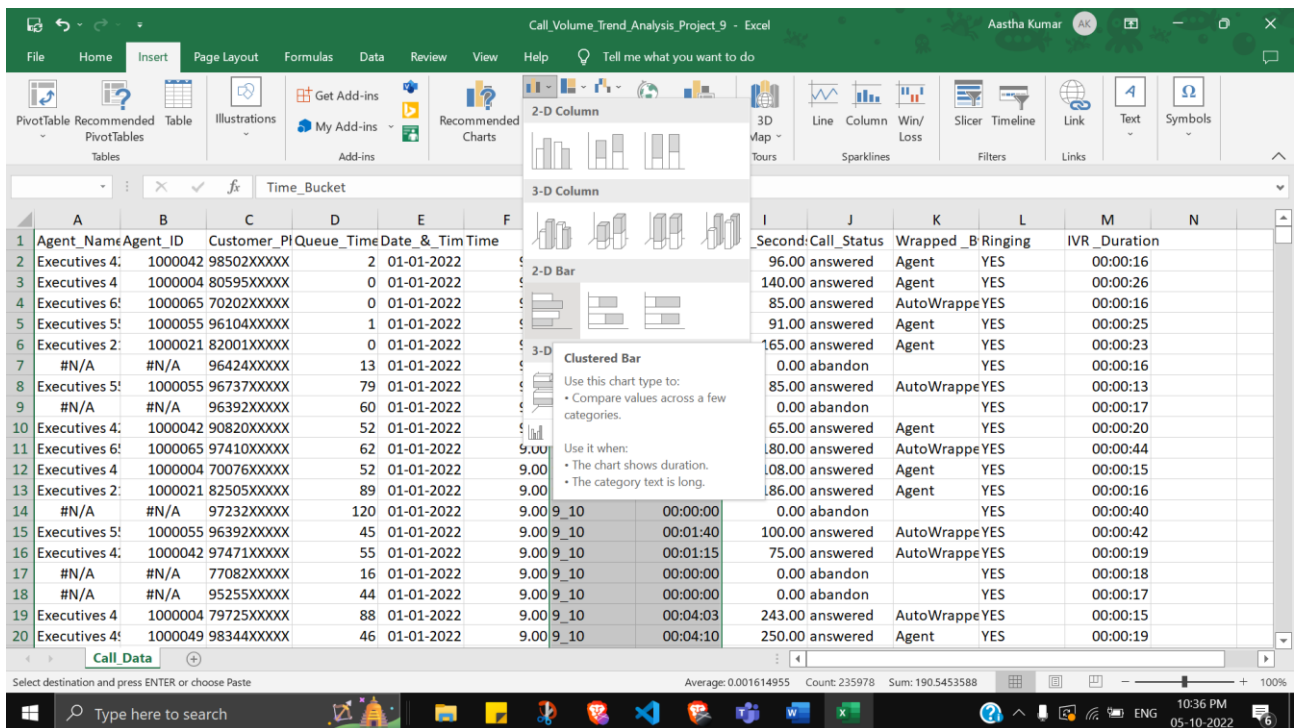 Call_Volume_Trend_Analysis_Project_9 - Excel
Aastha Kumar AK
File Home Insert Page Layout Formulas Data Review View Help Tell me what you want to do
PivotTable Recommended PivotTables Table
Tables
Illustrations
Get Add-ins
My Add-ins
Add-ins
Recommended Charts
3D Map
Tours
Line Column Win/Loss
Sparklines
Slicer Timeline
Filters
Link
Links
Text
Symbols
2-D Column
3-D Column
2-D Bar
3-D
Clustered Bar
Use this chart type to:
• Compare values across a few
categories.
Use it when:
• The chart shows duration.
• The category text is long.
fx Time_Bucket
A B C D E F I J K L M N
1 Agent_Name Agent_ID Customer_Pl Queue_Time Date_&_Tim Time _Second: Call_Status Wrapped _B Ringing IVR _Duration
2 Executives 42 1000042 98502XXXXX 2 01-01-2022 96.00 answered Agent YES 00:00:16
3 Executives 4 1000004 80595XXXXX 0 01-01-2022 140.00 answered Agent YES 00:00:26
4 Executives 65 1000065 70202XXXXX 0 01-01-2022 85.00 answered AutoWrappe YES 00:00:16
5 Executives 55 1000055 96104XXXXX 1 01-01-2022 91.00 answered Agent YES 00:00:25
6 Executives 21 1000021 82001XXXXX 0 01-01-2022 165.00 answered Agent YES 00:00:23
7 #N/A #N/A 96424XXXXX 13 01-01-2022 0.00 abandon YES 00:00:16
8 Executives 55 1000055 96737XXXXX 79 01-01-2022 85.00 answered AutoWrappe YES 00:00:13
9 #N/A #N/A 96392XXXXX 60 01-01-2022 0.00 abandon YES 00:00:17
10 Executives 42 1000042 90820XXXXX 52 01-01-2022 65.00 answered Agent YES 00:00:20
11 Executives 65 1000065 97410XXXXX 62 01-01-2022 9.00 180.00 answered AutoWrappe YES 00:00:44
12 Executives 4 1000004 70076XXXXX 52 01-01-2022 9.00 108.00 answered Agent YES 00:00:15
13 Executives 21 1000021 82505XXXXX 89 01-01-2022 9.00 186.00 answered Agent YES 00:00:16
14 #N/A #N/A 97232XXXXX 120 01-01-2022 9.00 9_10 00:00:00 0.00 abandon YES 00:00:40
15 Executives 55 1000055 96392XXXXX 45 01-01-2022 9.00 9_10 00:01:40 100.00 answered AutoWrappe YES 00:00:42
16 Executives 42 1000042 97471XXXXX 55 01-01-2022 9.00 9_10 00:01:15 75.00 answered AutoWrappe YES 00:00:19
17 #N/A #N/A 77082XXXXX 16 01-01-2022 9.00 9_10 00:00:00 0.00 abandon YES 00:00:18
18 #N/A #N/A 95255XXXXX 44 01-01-2022 9.00 9_10 00:00:00 0.00 abandon YES 00:00:17
19 Executives 4 1000004 79725XXXXX 88 01-01-2022 9.00 9_10 00:04:03 243.00 answered AutoWrappe YES 00:00:15
20 Executives 49 1000049 98344XXXXX 46 01-01-2022 9.00 9_10 00:04:10 250.00 answered Agent YES 00:00:19
Call_Data
Select destination and press ENTER or choose Paste Average: 0.001614955 Count: 235978 Sum: 190.5453588 100%
Type here to search
ENG
10:36 PM
05-10-2022
6